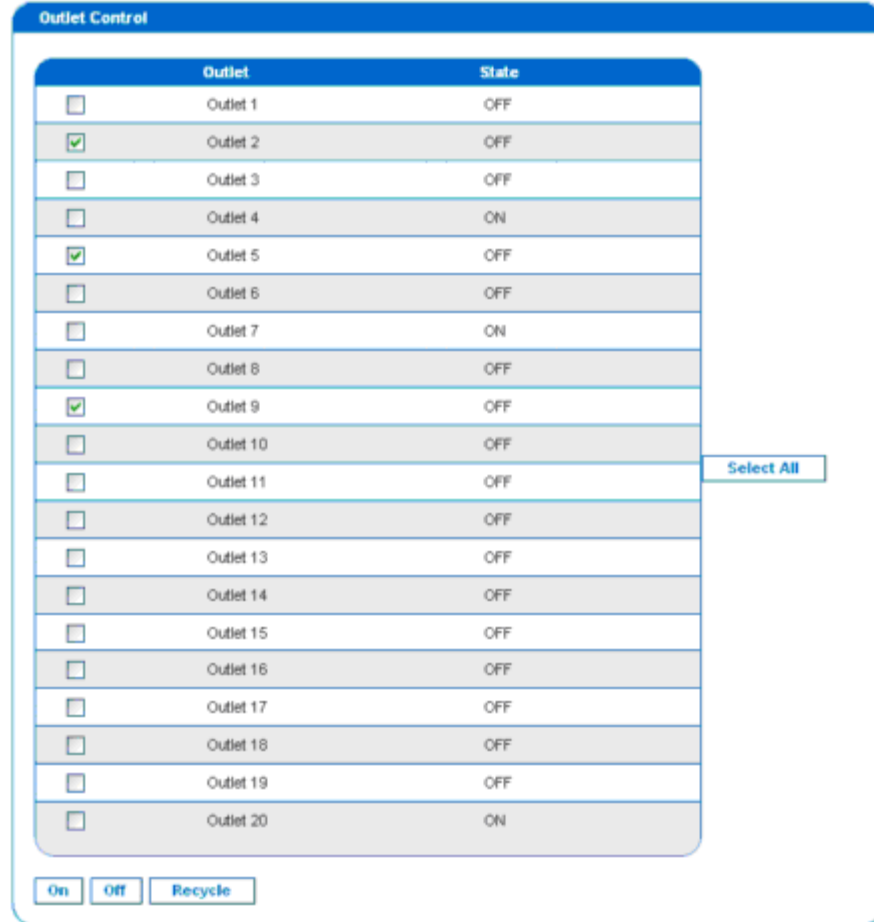 Outlet Control
Outlet State
Outlet 1 OFF
Outlet 2 OFF
Outlet 3 OFF
Outlet 4 ON
Outlet 5 OFF
Outlet 6 OFF
Outlet 7 ON
Outlet 8 OFF
Outlet 9 OFF
Outlet 10 OFF
Outlet 11 OFF
Select All
Outlet 12 OFF
Outlet 13 OFF
Outlet 14 OFF
Outlet 15 OFF
Outlet 16 OFF
Outlet 17 OFF
Outlet 18 OFF
Outlet 19 OFF
Outlet 20 ON
On Off Recycle